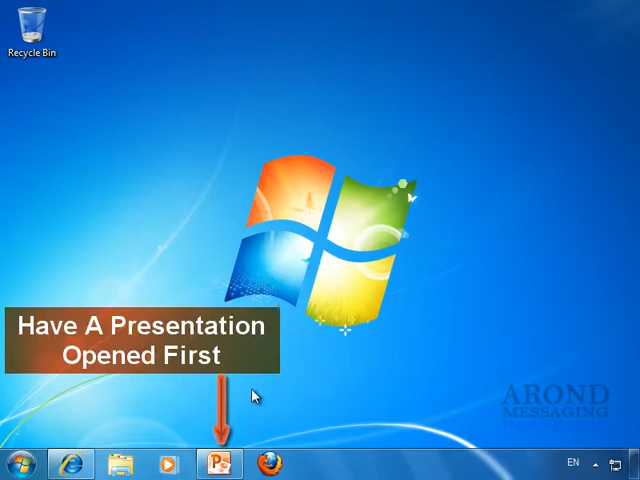 Recycle Bin
Have A Presentation
Opened First
AROND
MESSAGING
EN